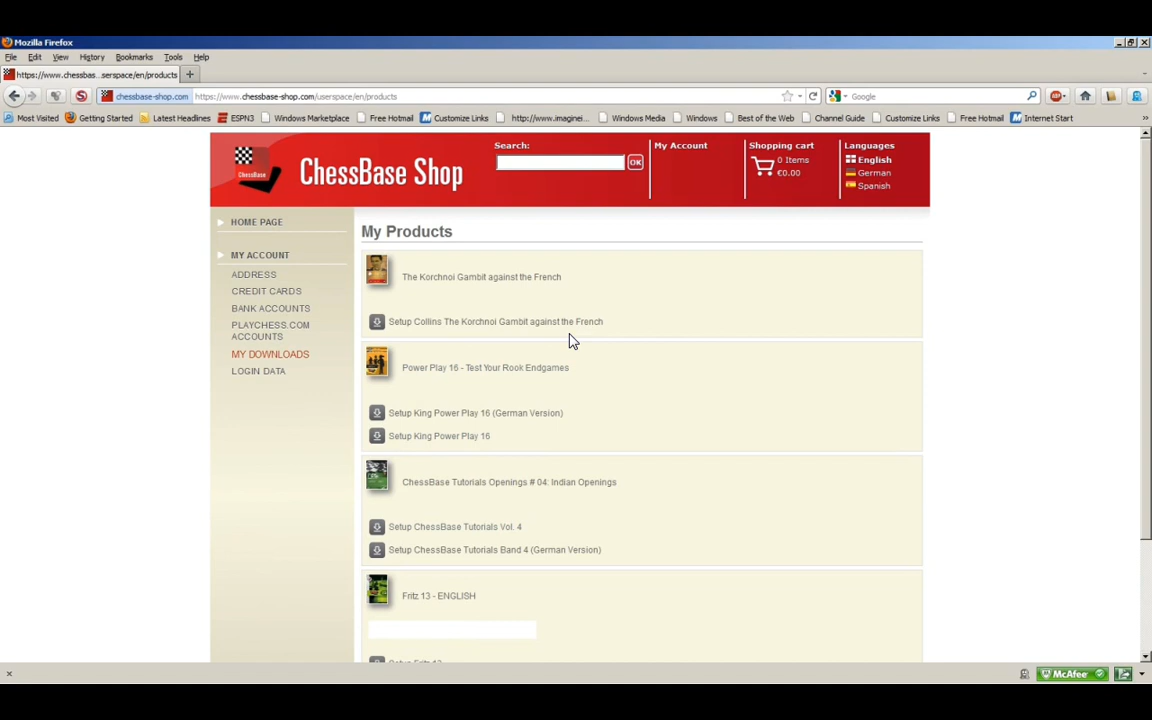 Mozilla Firefox
File Edit View History Bookmarks Tools Help
https://www.chessbas...serspace/en/products
chessbase-shop.com https://www.chessbase-shop.com/userspace/en/products
Google
Most Visited Getting Started Latest Headlines ESPN3 Windows Marketplace Free Hotmail Customize Links http://www.imaginei... Windows Media Windows Best of the Web Channel Guide Customize Links Free Hotmail Internet Start
ChessBase
ChessBase Shop
Search:
OK
My Account
Shopping cart
0 Items
€0.00
Languages
English
German
Spanish
HOME PAGE
MY ACCOUNT
ADDRESS
CREDIT CARDS
BANK ACCOUNTS
PLAYCHESS.COM
ACCOUNTS
MY DOWNLOADS
LOGIN DATA
My Products
The Korchnoi Gambit against the French
Setup Collins The Korchnoi Gambit against the French
Power Play 16 - Test Your Rook Endgames
Setup King Power Play 16 (German Version)
Setup King Power Play 16
ChessBase Tutorials Openings # 04: Indian Openings
Setup ChessBase Tutorials Vol. 4
Setup ChessBase Tutorials Band 4 (German Version)
Fritz 13 - ENGLISH
Setup Fritz 13
McAfee